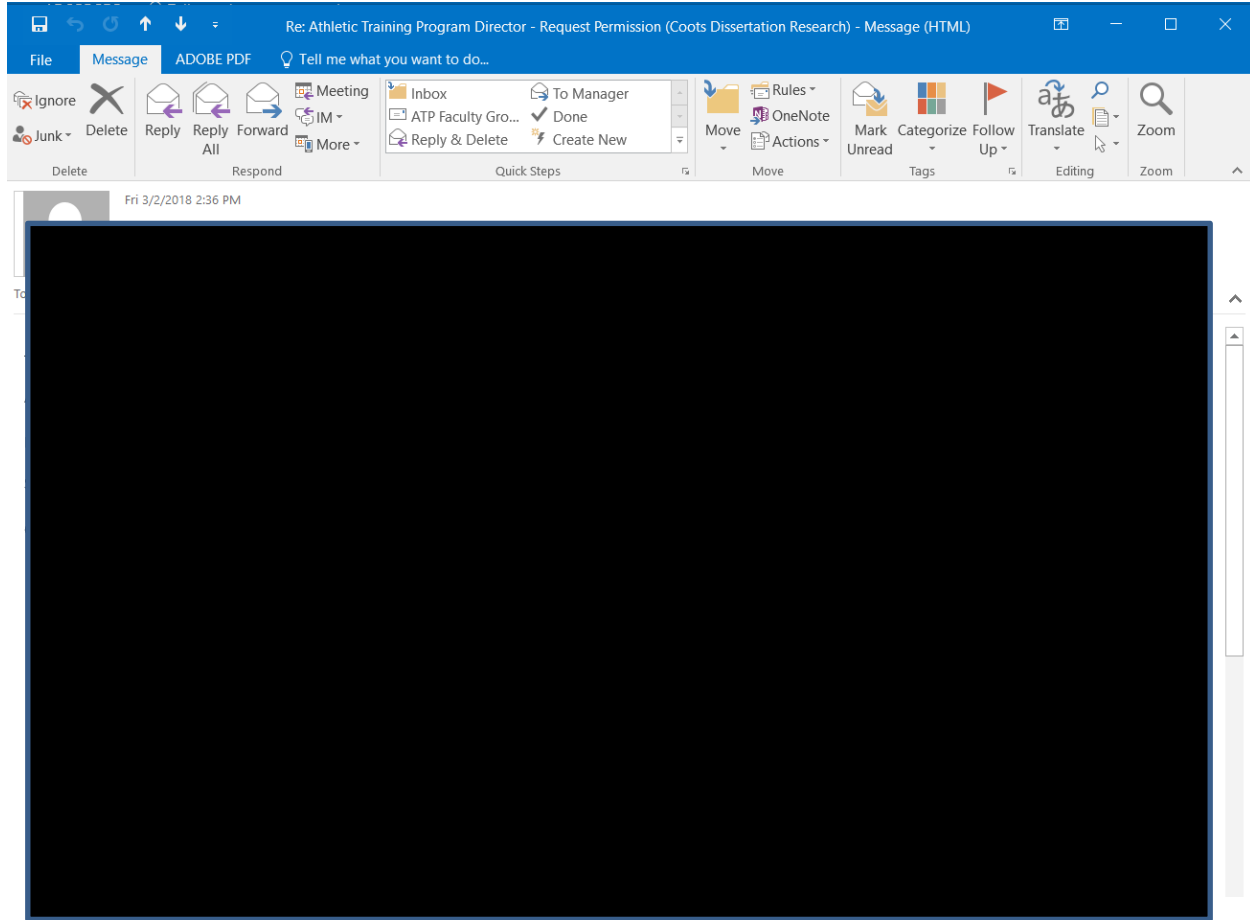 Re: Athletic Training Program Director - Request Permission (Coots Dissertation Research) - Message (HTML)
File Message ADOBE PDF Tell me what you want to do...
Ignore
Junk
Delete
Reply
Reply All
Forward
Meeting
IM
More
Inbox
ATP Faculty Gro...
Reply & Delete
To Manager
Done
Create New
Move
Rules
OneNote
Actions
Mark Unread
Categorize
Follow Up
Translate
Zoom
Delete Respond Quick Steps Move Tags Editing Zoom
Fri 3/2/2018 2:36 PM
To